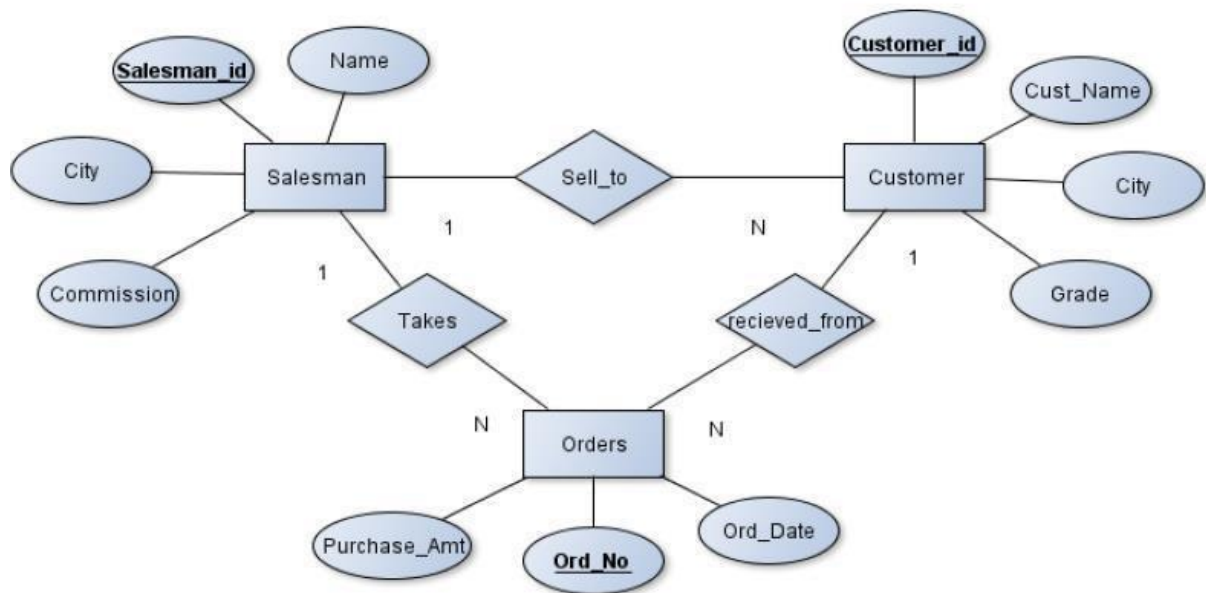 Customer_id
Name
Salesman_id
Cust_Name
City
Salesman
Sell_to
Customer
City
1
N
1
1
Commission
Grade
Takes
recieved_from
N
N
Orders
Purchase_Amt
Ord_No
Ord_Date